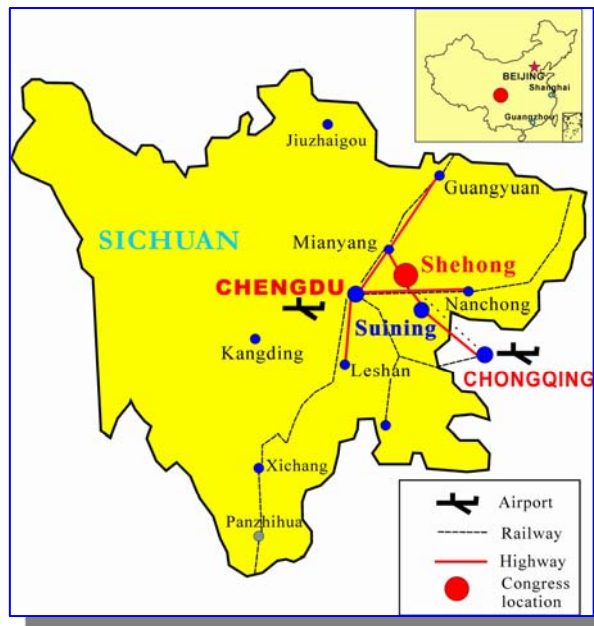 BEIJING
Shanghai
Guangzhou
Jiuzhaigou
Guangyuan
SICHUAN
Mianyang
Shehong
CHENGDU
Nanchong
Suining
Kangding
Leshan
CHONGQING
Xichang
Panzhihua
Airport
Railway
Highway
Congress
location